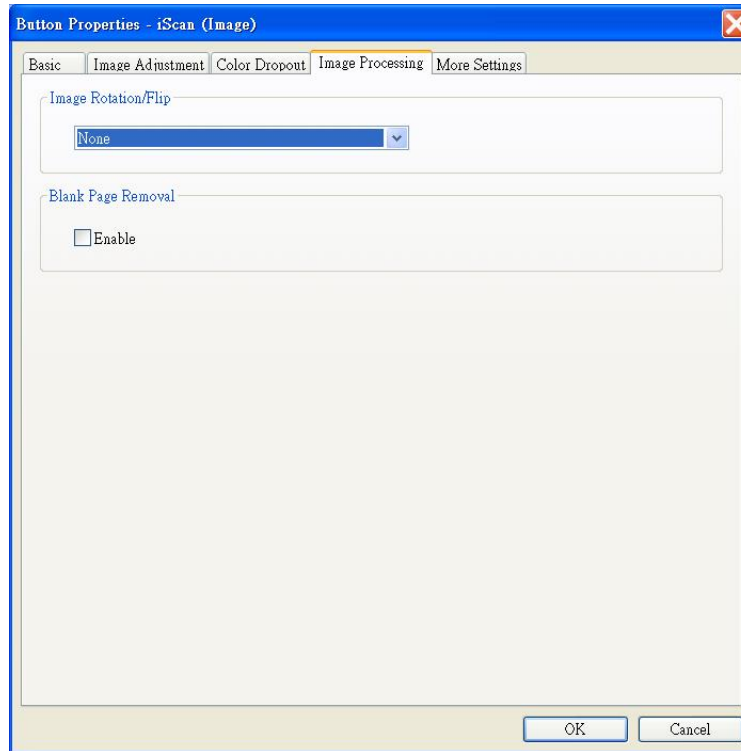 Button Properties - iScan (Image)
Basic Image Adjustment Color Dropout Image Processing More Settings
Image Rotation/Flip
None
Blank Page Removal
Enable
OK Cancel